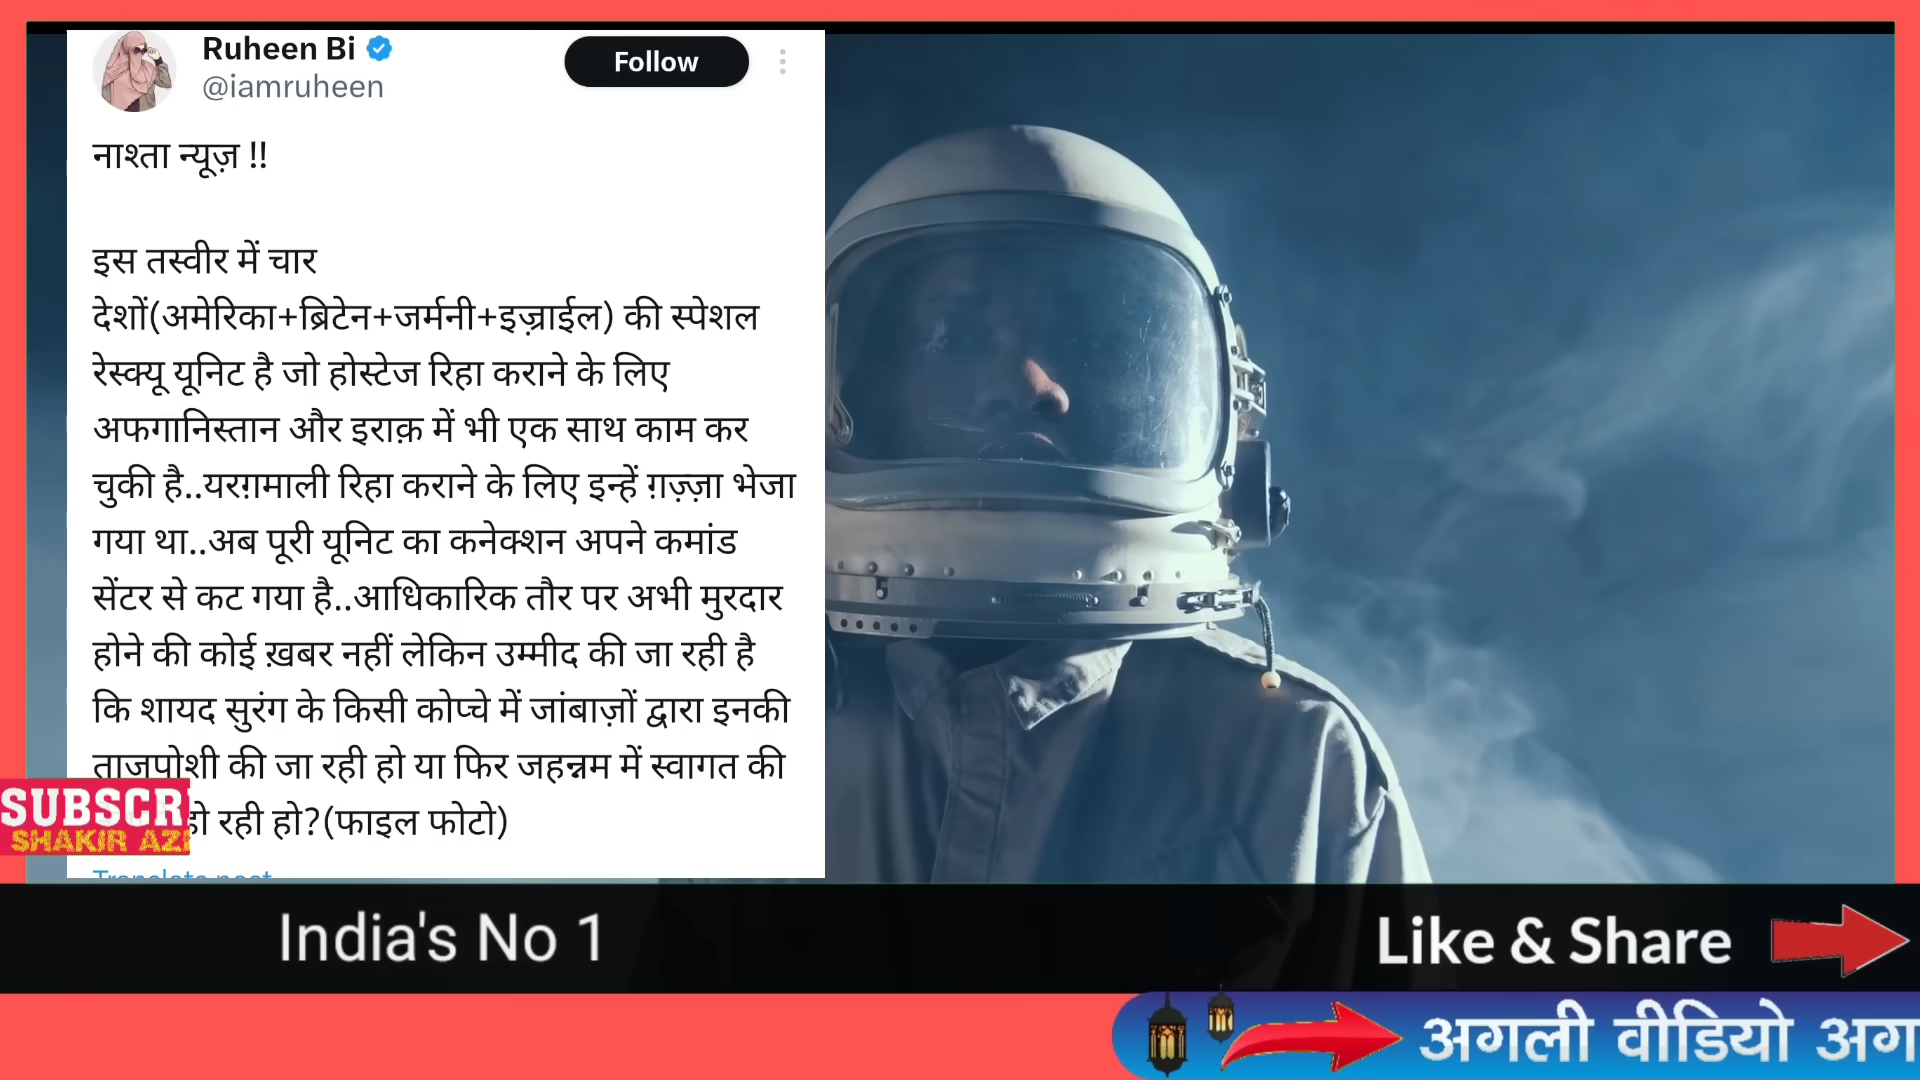 Ruheen Bi
@iamruheen
Follow
नाश्ता न्यूज़ !!
इस तस्वीर में चार
देशों(अमेरिका+ब्रिटेन+जर्मनी+इज़्राईल) की स्पेशल
रेस्क्यू यूनिट है जो होस्टेज रिहा कराने के लिए
अफगानिस्तान और इराक़ में भी एक साथ काम कर
चुकी है..यरग़माली रिहा कराने के लिए इन्हें ग़ज़्ज़ा भेजा
गया था..अब पूरी यूनिट का कनेक्शन अपने कमांड
सेंटर से कट गया है..आधिकारिक तौर पर अभी मुरदार
होने की कोई ख़बर नहीं लेकिन उम्मीद की जा रही है
कि शायद सुरंग के किसी कोप्चे में जांबाज़ों द्वारा इनकी
ताजपोशी की जा रही हो या फिर जहन्नम में स्वागत की
हो रही हो?(फाइल फोटो)
SUBSCR
SHAKIR AZ
India's No 1
Like & Share
अगली वीडियो अग